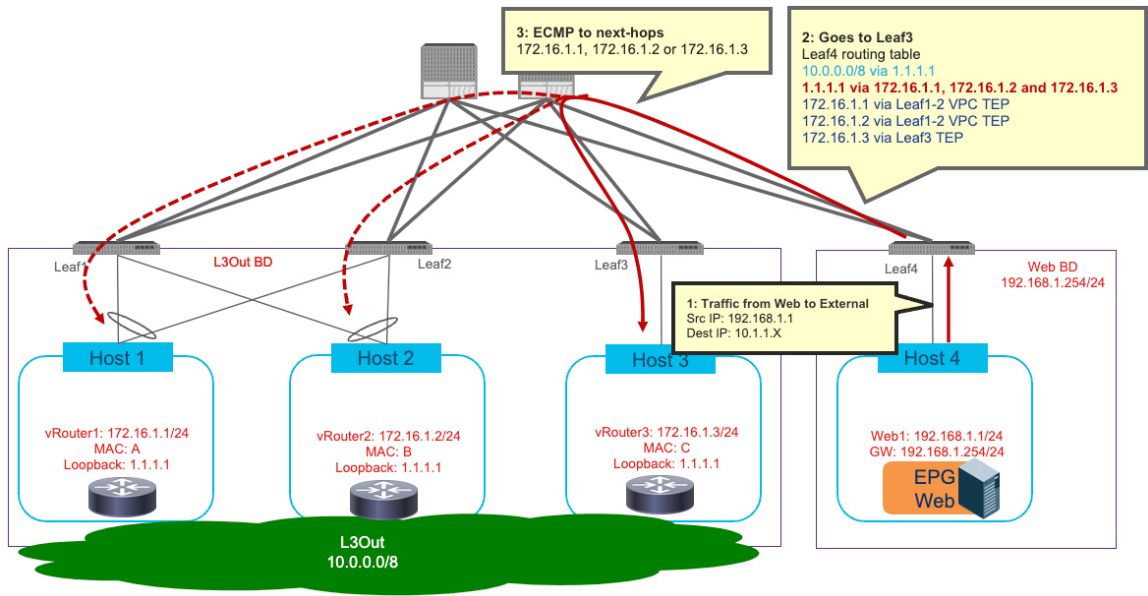 3: ECMP to next-hops
172.16.1.1, 172.16.1.2 or 172.16.1.3
2: Goes to Leaf3
Leaf4 routing table
10.0.0.0/8 via 1.1.1.1
1.1.1.1 via 172.16.1.1, 172.16.1.2 and 172.16.1.3
172.16.1.1 via Leaf1-2 VPC TEP
172.16.1.2 via Leaf1-2 VPC TEP
172.16.1.3 via Leaf3 TEP
Leaf1
L3Out BD
Leaf2
Leaf3
Leaf4
Web BD
192.168.1.254/24
1: Traffic from Web to External
Src IP: 192.168.1.1
Dest IP: 10.1.1.X
Host 1
Host 2
Host 3
Host 4
vRouter1: 172.16.1.1/24
MAC: A
Loopback: 1.1.1.1
vRouter2: 172.16.1.2/24
MAC: B
Loopback: 1.1.1.1
vRouter3: 172.16.1.3/24
MAC: C
Loopback: 1.1.1.1
Web1: 192.168.1.1/24
GW: 192.168.1.254/24
EPG
Web
L3Out
10.0.0.0/8